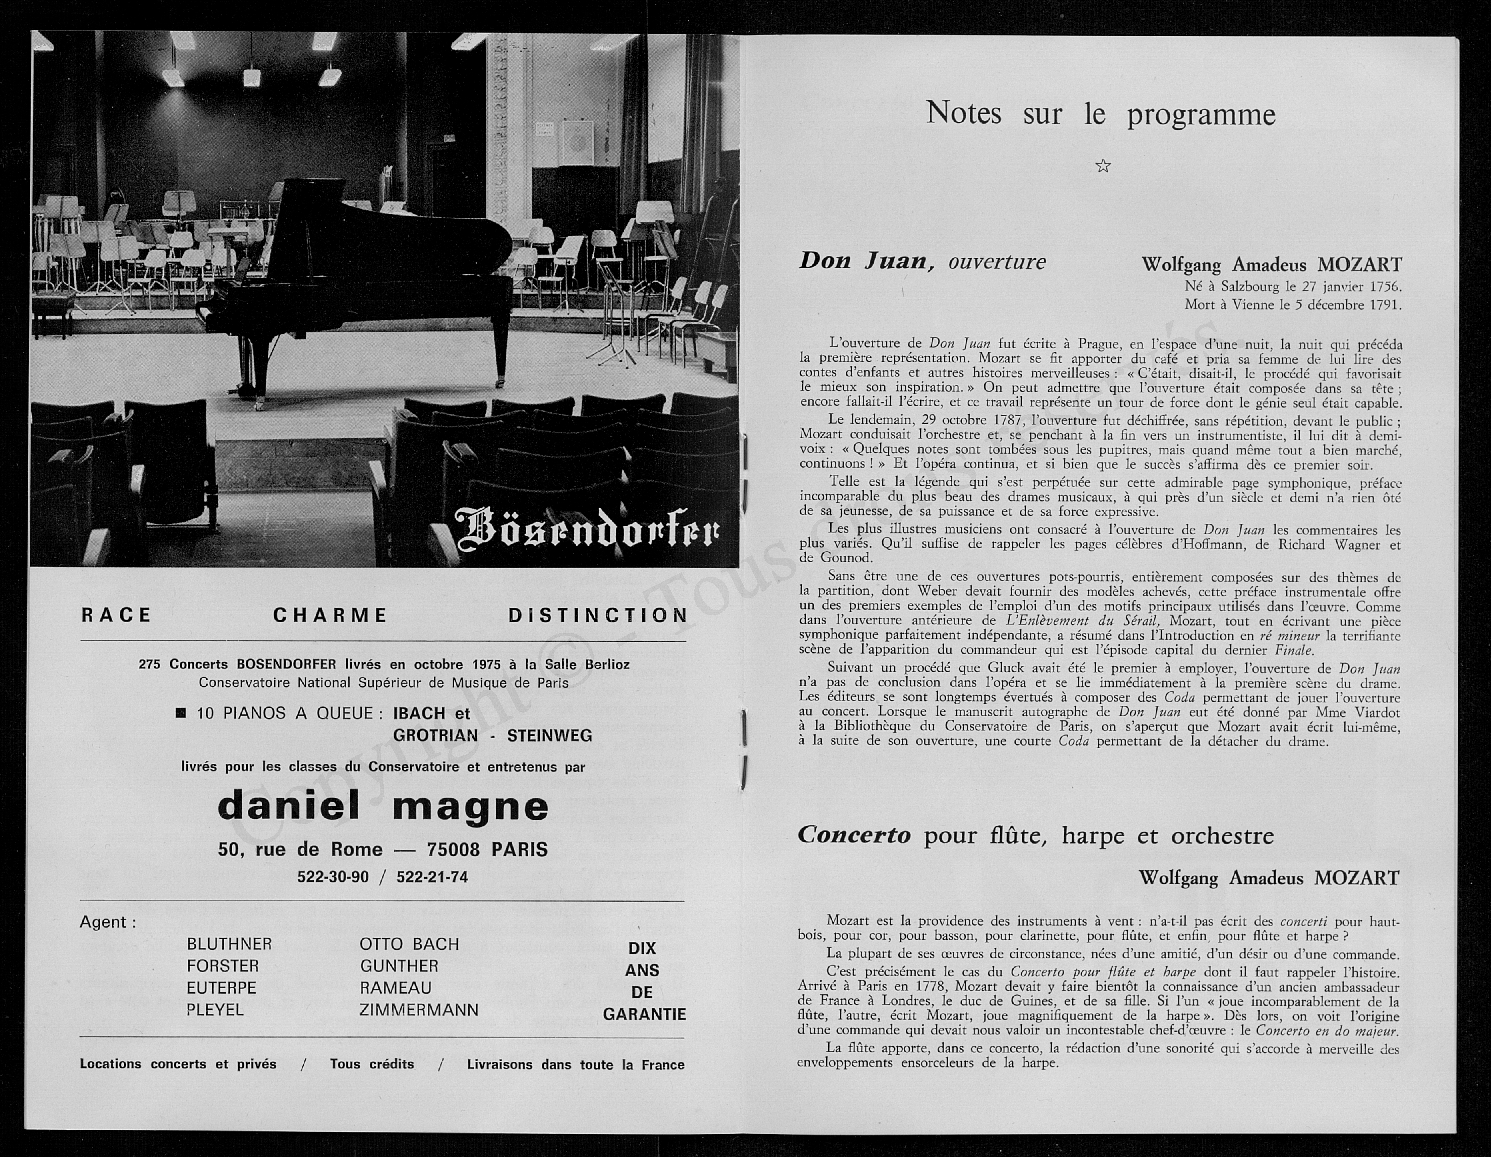 Bösendorfer
RACE CHARME DISTINCTION
275 Concerts BOSENDORFER livrés en octobre 1975 à la Salle Berlioz
Conservatoire National Supérieur de Musique de Paris
■ 10 PIANOS A QUEUE : IBACH et
GROTRIAN - STEINWEG
livrés pour les classes du Conservatoire et entretenus par
daniel magne
50, rue de Rome — 75008 PARIS
522-30-90 / 522-21-74
Agent :
BLUTHNER OTTO BACH DIX
FORSTER GUNTHER ANS
EUTERPE RAMEAU DE
PLEYEL ZIMMERMANN GARANTIE
Locations concerts et privés / Tous crédits / Livraisons dans toute la France
Notes sur le programme
☆
Don Juan, ouverture Wolfgang Amadeus MOZART
Né à Salzbourg le 27 janvier 1756.
Mort à Vienne le 5 décembre 1791.
L'ouverture de Don Juan fut écrite à Prague, en l'espace d'une nuit, la nuit qui précéda
la première représentation. Mozart se fit apporter du café et pria sa femme de lui lire des
contes d'enfants et autres histoires merveilleuses : « C'était, disait-il, le procédé qui favorisait
le mieux son inspiration. » On peut admettre que l'ouverture était composée dans sa tête ;
encore fallait-il l'écrire, et ce travail représente un tour de force dont le génie seul était capable.
Le lendemain, 29 octobre 1787, l'ouverture fut déchiffrée, sans répétition, devant le public ;
Mozart conduisait l'orchestre et, se penchant à la fin vers un instrumentiste, il lui dit à demi-
voix : « Quelques notes sont tombées sous les pupitres, mais quand même tout a bien marché,
continuons ! » Et l'opéra continua, et si bien que le succès s'affirma dès ce premier soir.
Telle est la légende qui s'est perpétuée sur cette admirable page symphonique, préface
incomparable du plus beau des drames musicaux, à qui près d'un siècle et demi n'a rien ôté
de sa jeunesse, de sa puissance et de sa force expressive.
Les plus illustres musiciens ont consacré à l'ouverture de Don Juan les commentaires les
plus variés. Qu'il suffise de rappeler les pages célèbres d'Hoffmann, de Richard Wagner et
de Gounod.
Sans être une de ces ouvertures pots-pourris, entièrement composées sur des thèmes de
la partition, dont Weber devait fournir des modèles achevés, cette préface instrumentale offre
un des premiers exemples de l'emploi d'un des motifs principaux utilisés dans l'œuvre. Comme
dans l'ouverture antérieure de L'Enlèvement du Sérail, Mozart, tout en écrivant une pièce
symphonique parfaitement indépendante, a résumé dans l'Introduction en ré mineur la terrifiante
scène de l'apparition du commandeur qui est l'épisode capital du dernier Finale.
Suivant un procédé que Gluck avait été le premier à employer, l'ouverture de Don Juan
n'a pas de conclusion dans l'opéra et se lie immédiatement à la première scène du drame.
Les éditeurs se sont longtemps évertués à composer des Coda permettant de jouer l'ouverture
au concert. Lorsque le manuscrit autographe de Don Juan eut été donné par Mme Viardot
à la Bibliothèque du Conservatoire de Paris, on s'aperçut que Mozart avait écrit lui-même,
à la suite de son ouverture, une courte Coda permettant de la détacher du drame.
Concerto pour flûte, harpe et orchestre
Wolfgang Amadeus MOZART
Mozart est la providence des instruments à vent : n'a-t-il pas écrit des concerti pour haut-
bois, pour cor, pour basson, pour clarinette, pour flûte, et enfin, pour flûte et harpe ?
La plupart de ses œuvres de circonstance, nées d'une amitié, d'un désir ou d'une commande.
C'est précisément le cas du Concerto pour flûte et harpe dont il faut rappeler l'histoire.
Arrivé à Paris en 1778, Mozart devait y faire bientôt la connaissance d'un ancien ambassadeur
de France à Londres, le duc de Guines, et de sa fille. Si l'un « joue incomparablement de la
flûte, l'autre, écrit Mozart, joue magnifiquement de la harpe ». Dès lors, on voit l'origine
d'une commande qui devait nous valoir un incontestable chef-d'œuvre : le Concerto en do majeur.
La flûte apporte, dans ce concerto, la rédaction d'une sonorité qui s'accorde à merveille des
enveloppements ensorceleurs de la harpe.
Copyright © - Tous